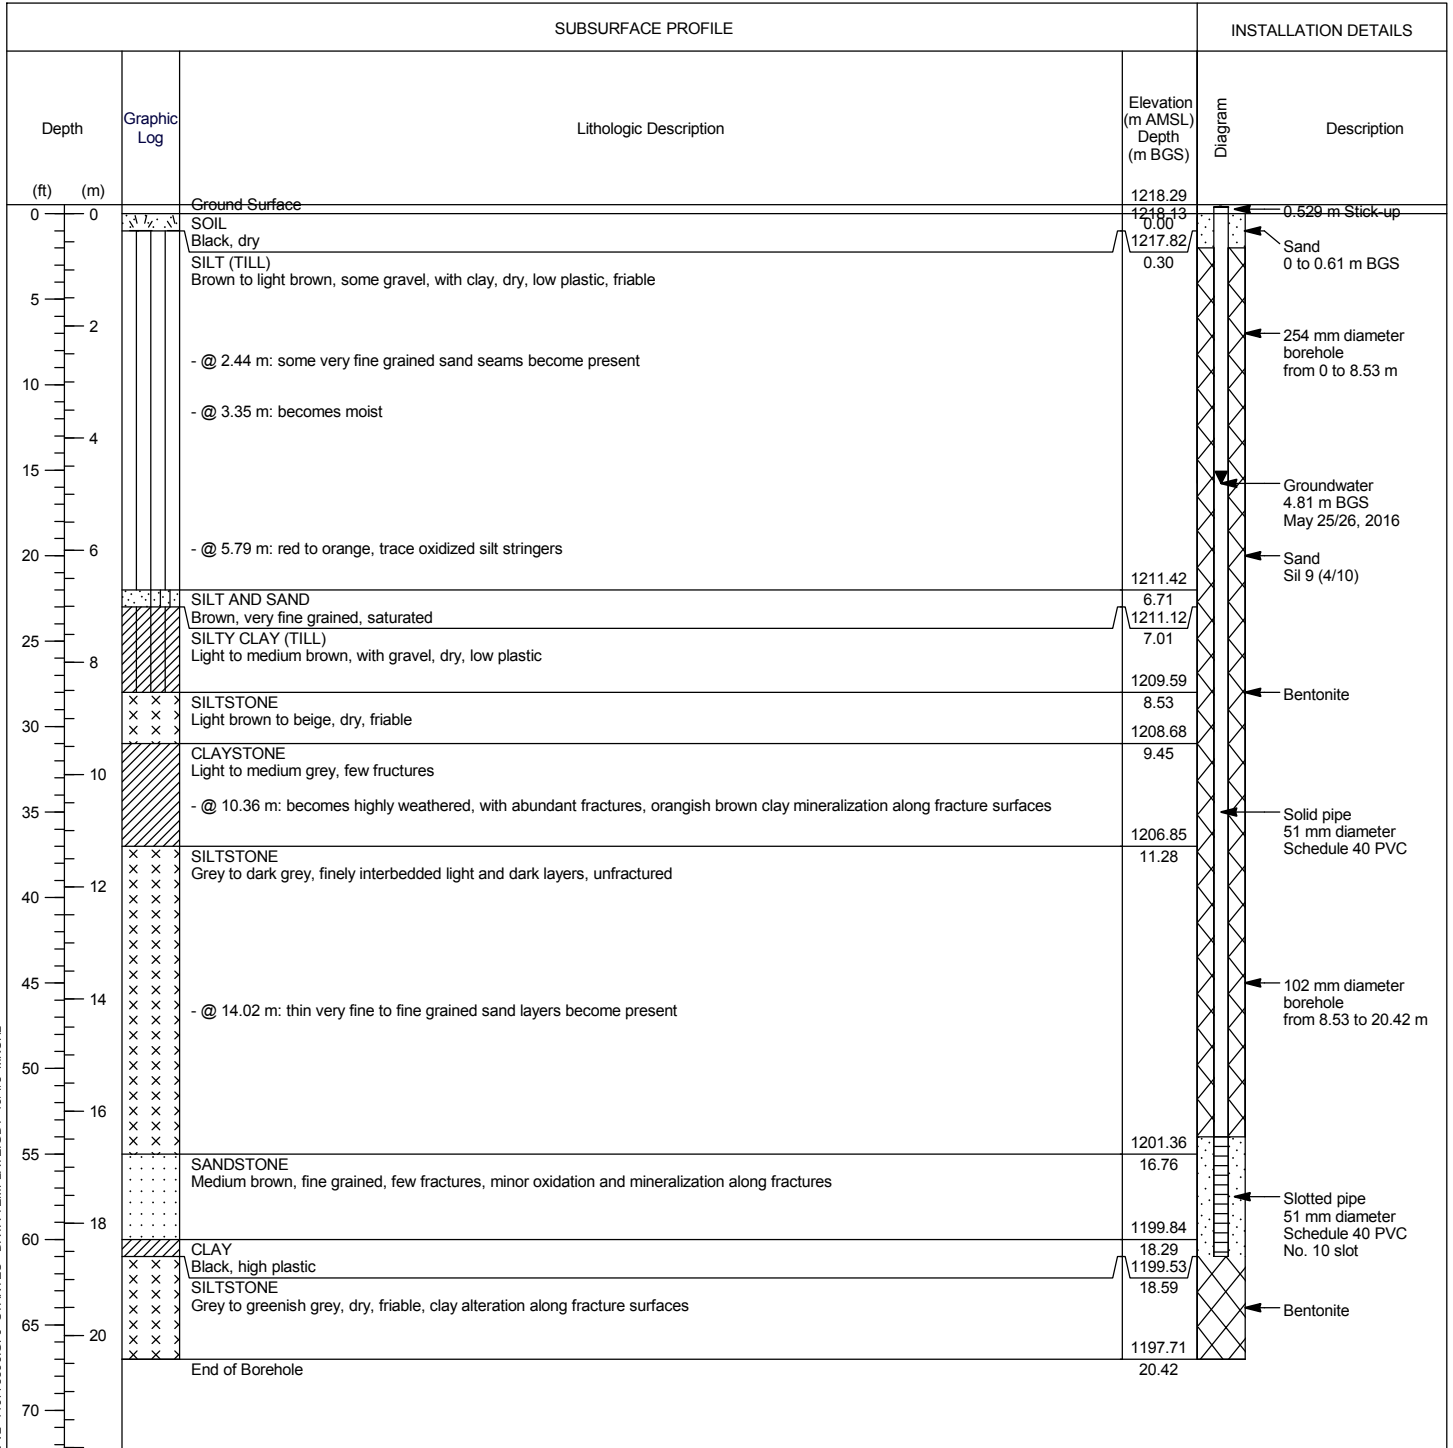 SUBSURFACE PROFILE
INSTALLATION DETAILS
Depth
Graphic
Log
Lithologic Description
Elevation
(m AMSL)
Depth
(m BGS)
Diagram
Description
(ft)
(m)
1218.29
Ground Surface
1218.13
0.529 m Stick-up
0
0
SOIL
0.00
Black, dry
1217.82
Sand
0 to 0.61 m BGS
SILT (TILL)
0.30
Brown to light brown, some gravel, with clay, dry, low plastic, friable
5
2
254 mm diameter
borehole
from 0 to 8.53 m
- @ 2.44 m: some very fine grained sand seams become present
10
- @ 3.35 m: becomes moist
4
15
Groundwater
4.81 m BGS
May 25/26, 2016
- @ 5.79 m: red to orange, trace oxidized silt stringers
20
6
Sand
Sil 9 (4/10)
1211.42
SILT AND SAND
6.71
Brown, very fine grained, saturated
1211.12
SILTY CLAY (TILL)
7.01
25
Light to medium brown, with gravel, dry, low plastic
8
1209.59
Bentonite
SILTSTONE
8.53
Light brown to beige, dry, friable
30
1208.68
CLAYSTONE
9.45
Light to medium grey, few fructures
10
- @ 10.36 m: becomes highly weathered, with abundant fractures, orangish brown clay mineralization along fracture surfaces
35
Solid pipe
51 mm diameter
Schedule 40 PVC
1206.85
SILTSTONE
11.28
Grey to dark grey, finely interbedded light and dark layers, unfractured
12
40
45
102 mm diameter
borehole
from 8.53 to 20.42 m
14
- @ 14.02 m: thin very fine to fine grained sand layers become present
50
16
1201.36
55
SANDSTONE
16.76
Medium brown, fine grained, few fractures, minor oxidation and mineralization along fractures
Slotted pipe
51 mm diameter
Schedule 40 PVC
No. 10 slot
18
1199.84
60
CLAY
18.29
Black, high plastic
1199.53
SILTSTONE
18.59
Grey to greenish grey, dry, friable, clay alteration along fracture surfaces
Bentonite
65
20
1197.71
End of Borehole
20.42
70